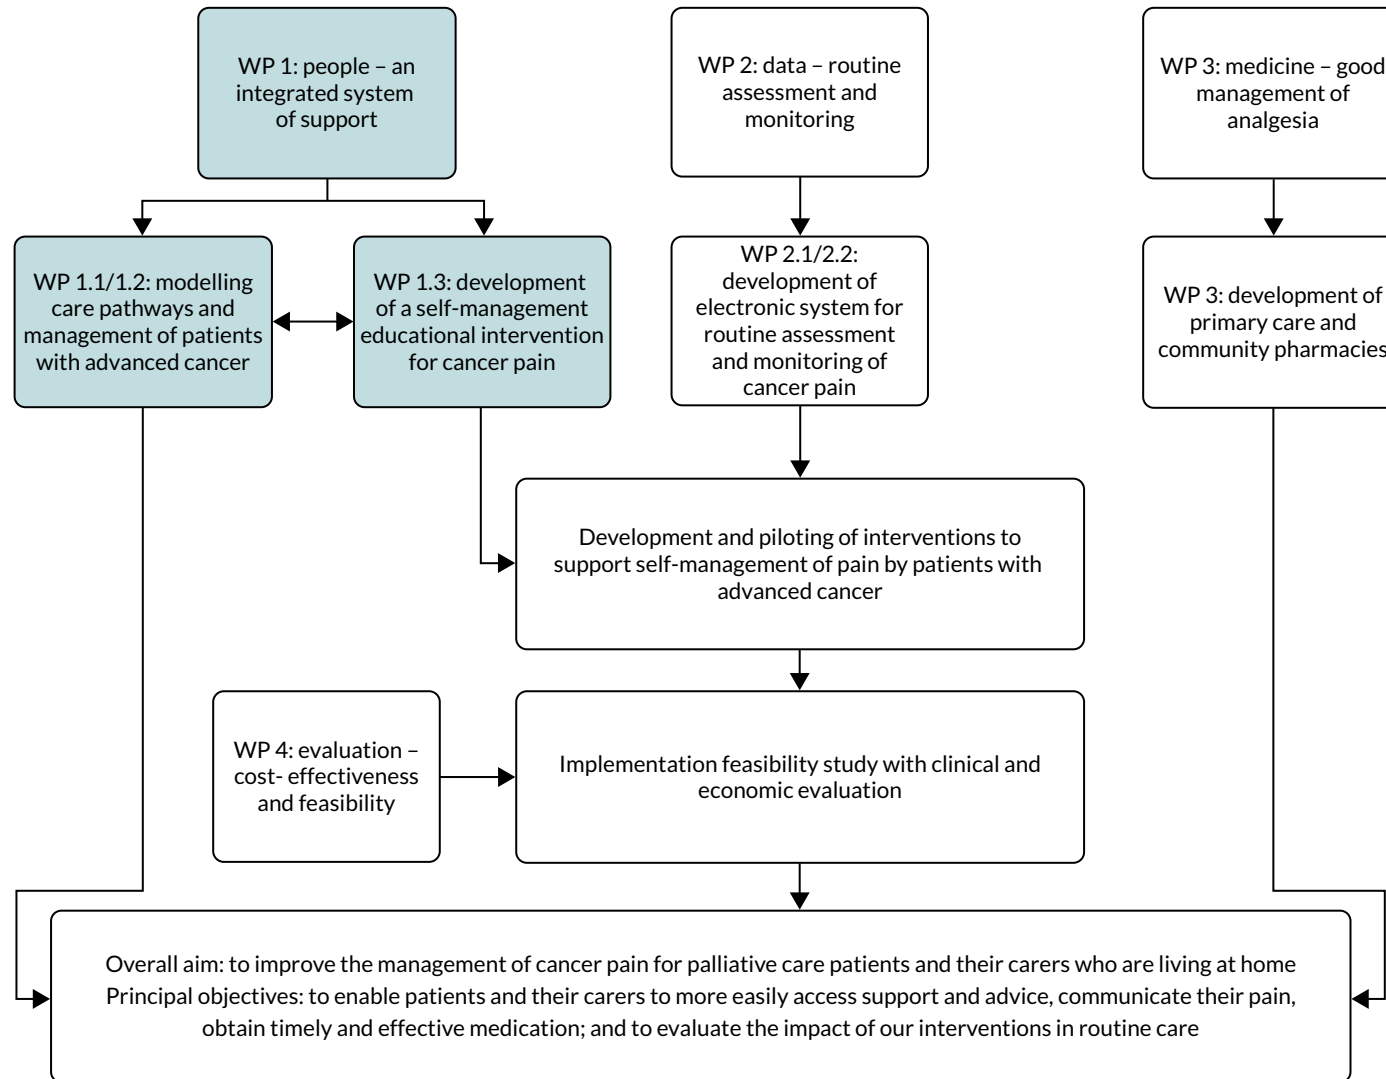 WP 1: people – an
integrated system
of support
WP 2: data – routine
assessment and
monitoring
WP 3: medicine – good
management of
analgesia
WP 1.1/1.2: modelling
care pathways and
management of patients
with advanced cancer
WP 1.3: development
of a self-management
educational intervention
for cancer pain
WP 2.1/2.2:
development of
electronic system for
routine assessment
and monitoring of
cancer pain
WP 3: development of
primary care and
community pharmacies
Development and piloting of interventions to
support self-management of pain by patients with
advanced cancer
WP 4: evaluation –
cost- effectiveness
and feasibility
Implementation feasibility study with clinical and
economic evaluation
Overall aim: to improve the management of cancer pain for palliative care patients and their carers who are living at home
Principal objectives: to enable patients and their carers to more easily access support and advice, communicate their pain,
obtain timely and effective medication; and to evaluate the impact of our interventions in routine care